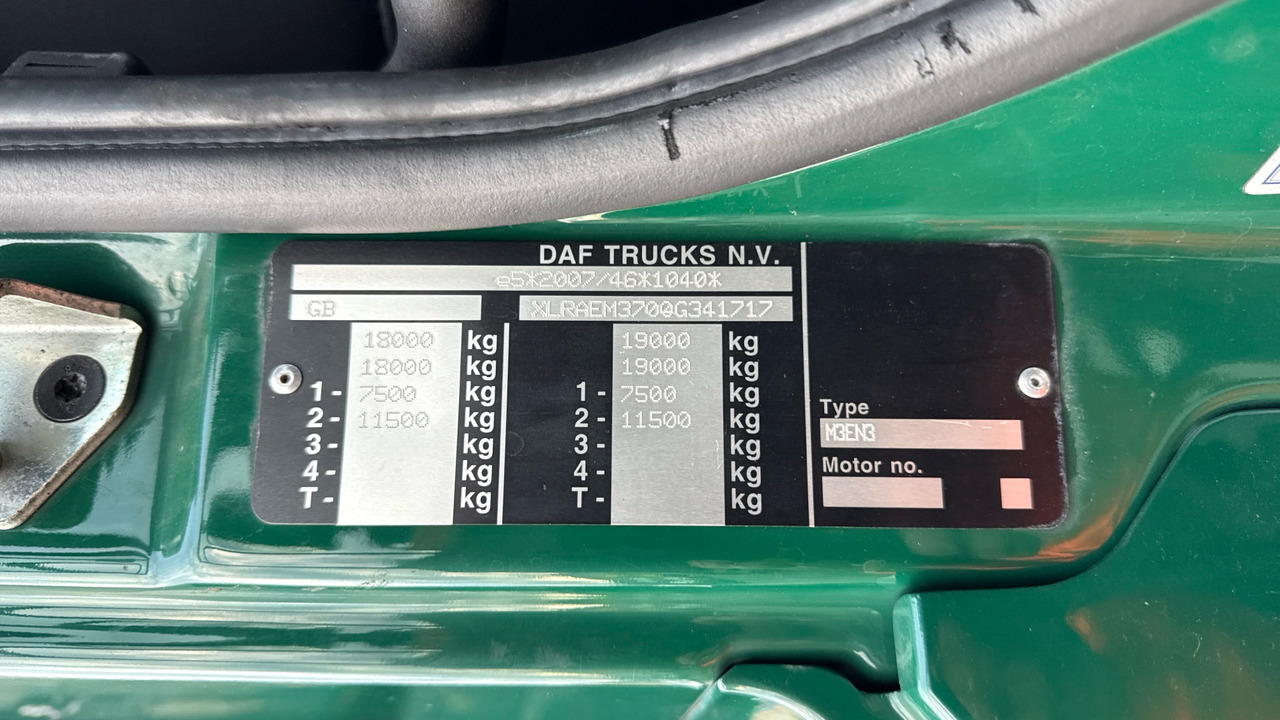 DAF TRUCKS N.V.
e5*2007/46*1040*
GB XLRAEM3700G341717
18000 kg 19000 kg
18000 kg 19000 kg
1- 7500 kg 1- 7500 kg
2- 11500 kg 2- 11500 kg
3- kg 3- kg
4- kg 4- kg
T- kg T- kg
Type
M3EN3
Motor no.